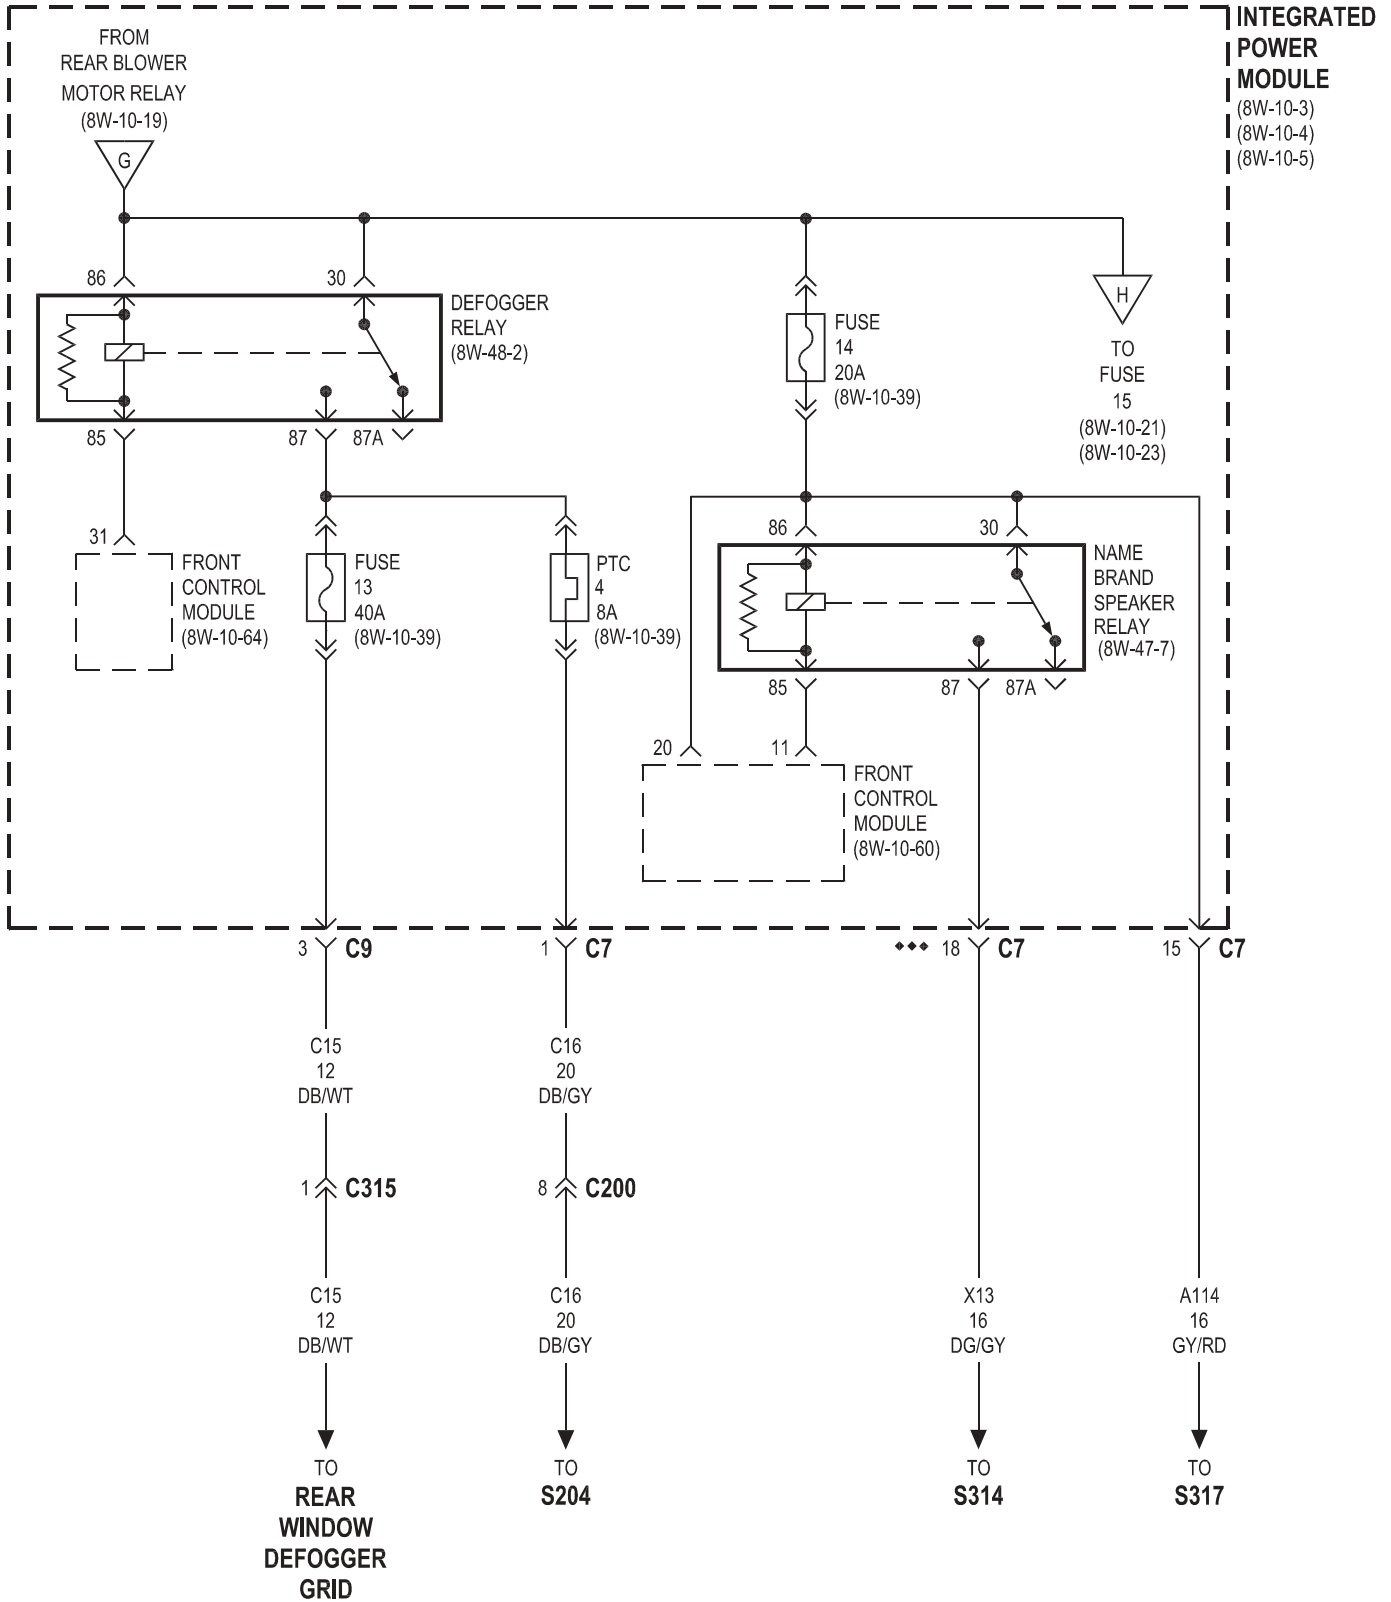 INTEGRATED
POWER
MODULE
(8W-10-3)
(8W-10-4)
(8W-10-5)
FROM
REAR BLOWER
MOTOR RELAY
(8W-10-19)
G
86
30
DEFOGGER
RELAY
(8W-48-2)
85
87
87A
FUSE
14
20A
(8W-10-39)
H
TO
FUSE
15
(8W-10-21)
(8W-10-23)
31
FRONT
CONTROL
MODULE
(8W-10-64)
FUSE
13
40A
(8W-10-39)
PTC
4
8A
(8W-10-39)
86
30
NAME
BRAND
SPEAKER
RELAY
(8W-47-7)
85
87
87A
20
11
FRONT
CONTROL
MODULE
(8W-10-60)
3 C9
1 C7
18 C7
15 C7
C15
12
DB/WT
C16
20
DB/GY
1 C315
8 C200
C15
12
DB/WT
C16
20
DB/GY
X13
16
DG/GY
A114
16
GY/RD
TO
REAR
WINDOW
DEFOGGER
GRID
TO
S204
TO
S314
TO
S317